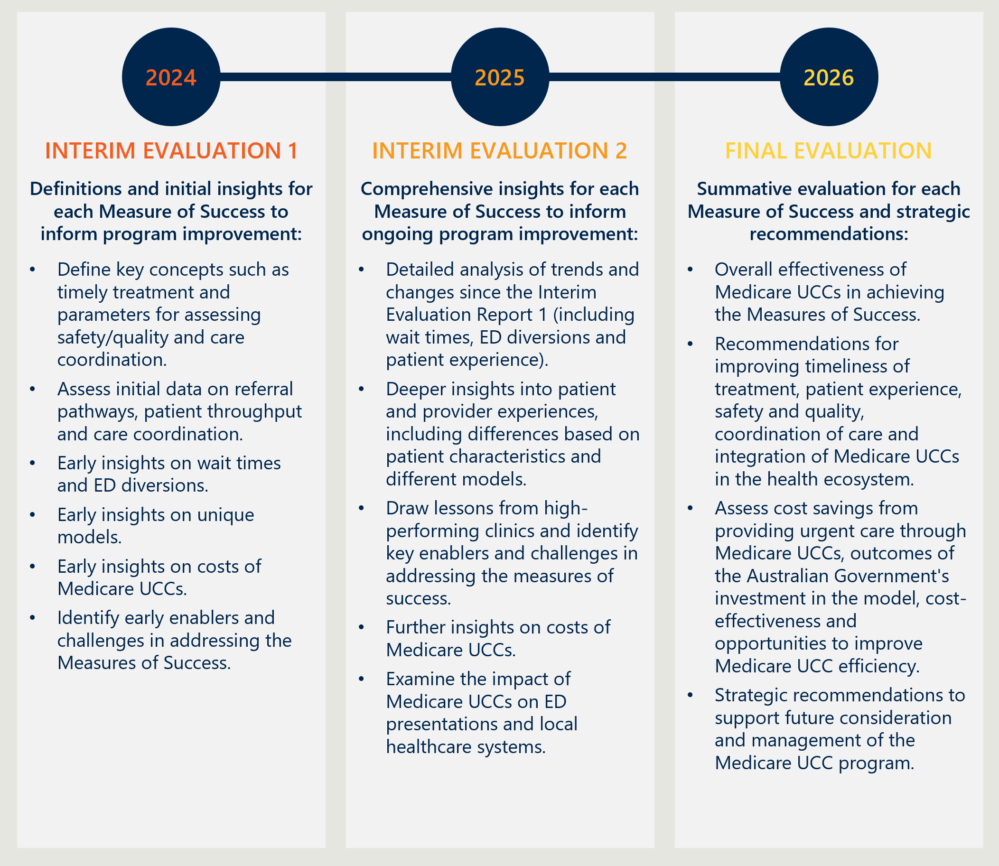 2024
INTERIM EVALUATION 1
Definitions and initial insights for
each Measure of Success to
inform program improvement:
• Define key concepts such as
timely treatment and
parameters for assessing
safety/quality and care
coordination.
• Assess initial data on referral
pathways, patient throughput
and care coordination.
• Early insights on wait times
and ED diversions.
• Early insights on unique
models.
• Early insights on costs of
Medicare UCCs.
• Identify early enablers and
challenges in addressing the
Measures of Success.
2025
INTERIM EVALUATION 2
Comprehensive insights for each
Measure of Success to inform
ongoing program improvement:
• Detailed analysis of trends and
changes since the Interim
Evaluation Report 1 (including
wait times, ED diversions and
patient experience).
• Deeper insights into patient
and provider experiences,
including differences based on
patient characteristics and
different models.
• Draw lessons from high-
performing clinics and identify
key enablers and challenges in
addressing the measures of
success.
• Further insights on costs of
Medicare UCCs.
• Examine the impact of
Medicare UCCs on ED
presentations and local
healthcare systems.
2026
FINAL EVALUATION
Summative evaluation for each
Measure of Success and strategic
recommendations:
• Overall effectiveness of
Medicare UCCs in achieving
the Measures of Success.
• Recommendations for
improving timeliness of
treatment, patient experience,
safety and quality,
coordination of care and
integration of Medicare UCCs
in the health ecosystem.
• Assess cost savings from
providing urgent care through
Medicare UCCs, outcomes of
the Australian Government's
investment in the model, cost-
effectiveness and
opportunities to improve
Medicare UCC efficiency.
• Strategic recommendations to
support future consideration
and management of the
Medicare UCC program.